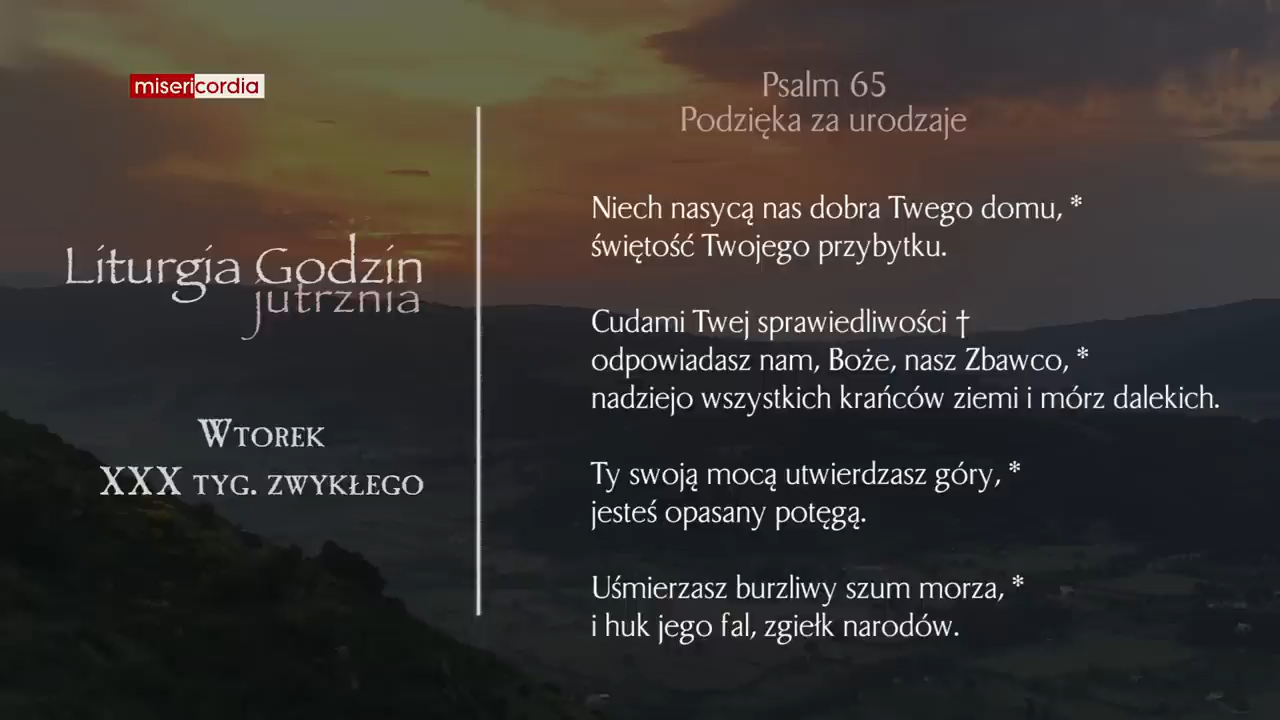 misericordia
Liturgia Godzin
jutrznia
Wtorek
XXX tyg. zwykłego
Psalm 65
Podzięka za urodzaje
Niech nasycą nas dobra Twego domu, *
świętość Twojego przybytku.
Cudami Twej sprawiedliwości †
odpowiadasz nam, Boże, nasz Zbawco, *
nadziejo wszystkich krańców ziemi i mórz dalekich.
Ty swoją mocą utwierdzasz góry, *
jesteś opasany potęgą.
Uśmierzasz burzliwy szum morza, *
i huk jego fal, zgiełk narodów.